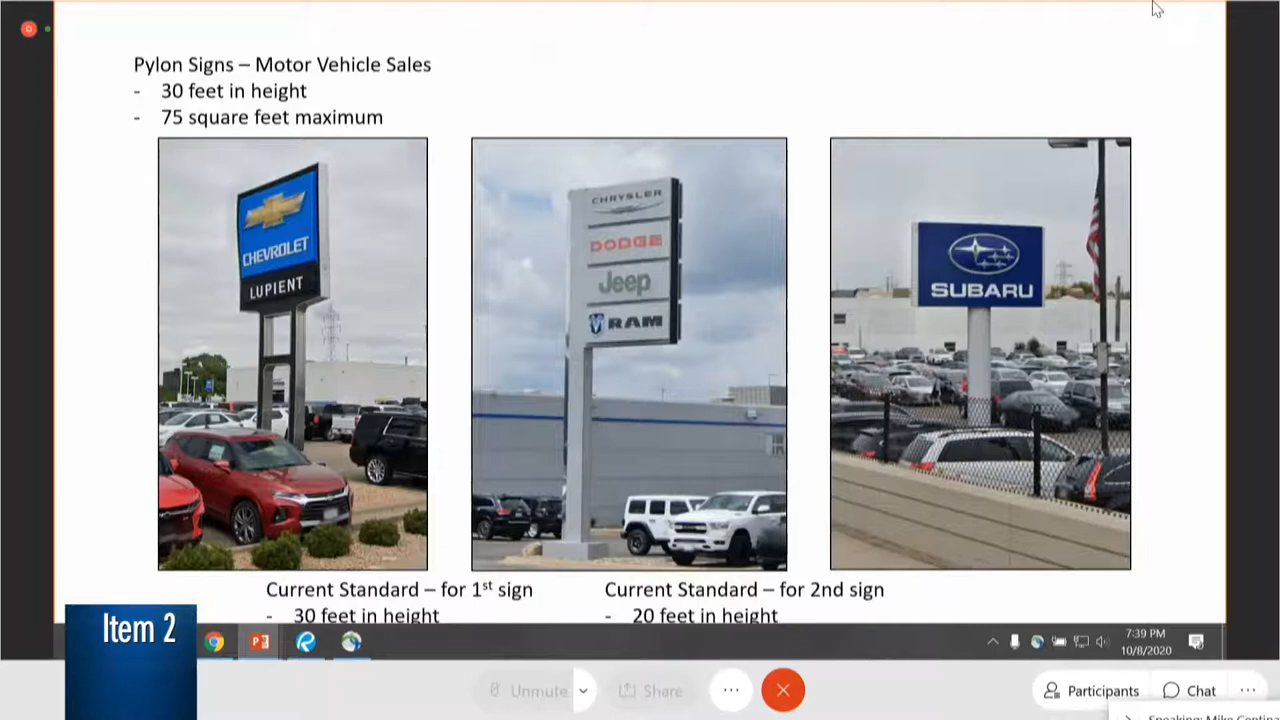 Pylon Signs – Motor Vehicle Sales
- 30 feet in height
- 75 square feet maximum
CHEVROLET
LUPIENT
CHRYSLER
DODGE
Jeep
RAM
SUBARU
Current Standard – for 1st sign
- 30 feet in height
Current Standard – for 2nd sign
- 20 feet in height
Item 2
7:39 PM
10/8/2020
Unmute
Share
Participants
Chat
Speaking: Mike